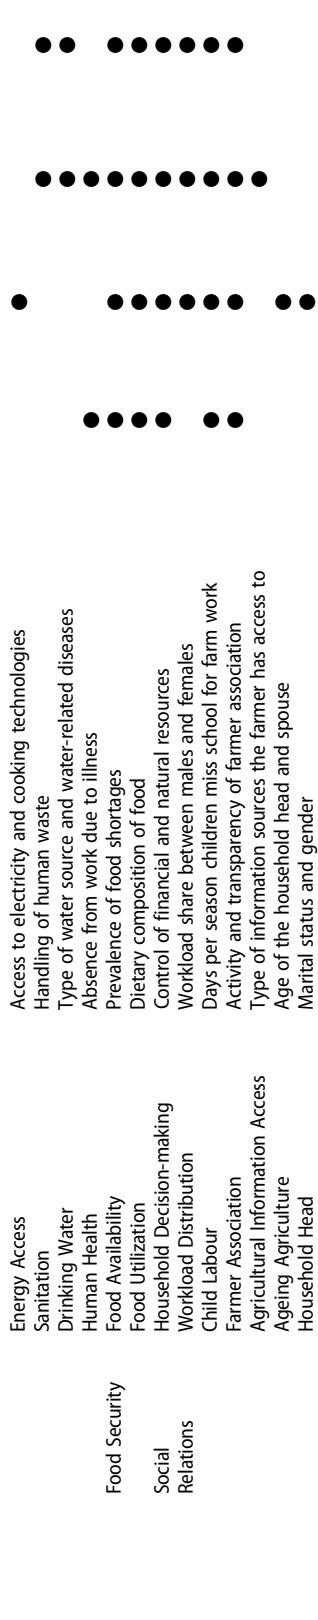 Energy Access Access to electricity and cooking technologies
Sanitation Handling of human waste
Drinking Water Type of water source and water-related diseases
Human Health Absence from work due to illness
Food Security Food Availability Prevalence of food shortages
Food Utilization Dietary composition of food
Social Household Decision-making Control of financial and natural resources
Relations Workload Distribution Workload share between males and females
Child Labour Days per season children miss school for farm work
Farmer Association Activity and transparency of farmer association
Agricultural Information Access Type of information sources the farmer has access to
Ageing Agriculture Age of the household head and spouse
Household Head Marital status and gender